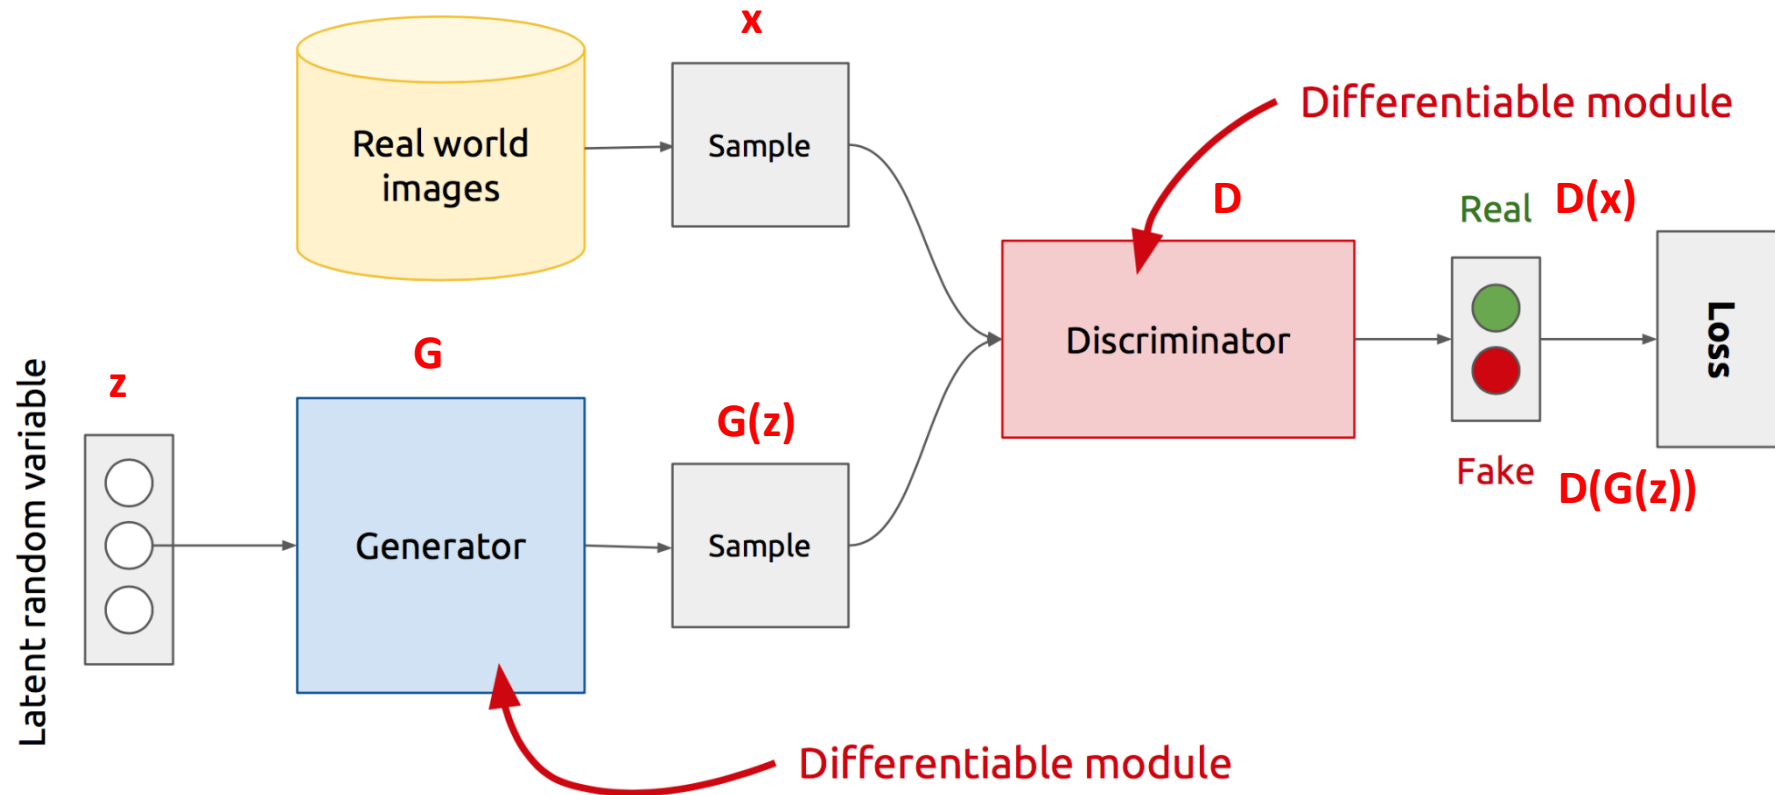 x
Real world
images
Sample
Differentiable module
D
Real
D(x)
Discriminator
Loss
Fake
D(G(z))
Latent random variable
z
G
Generator
G(z)
Sample
Differentiable module